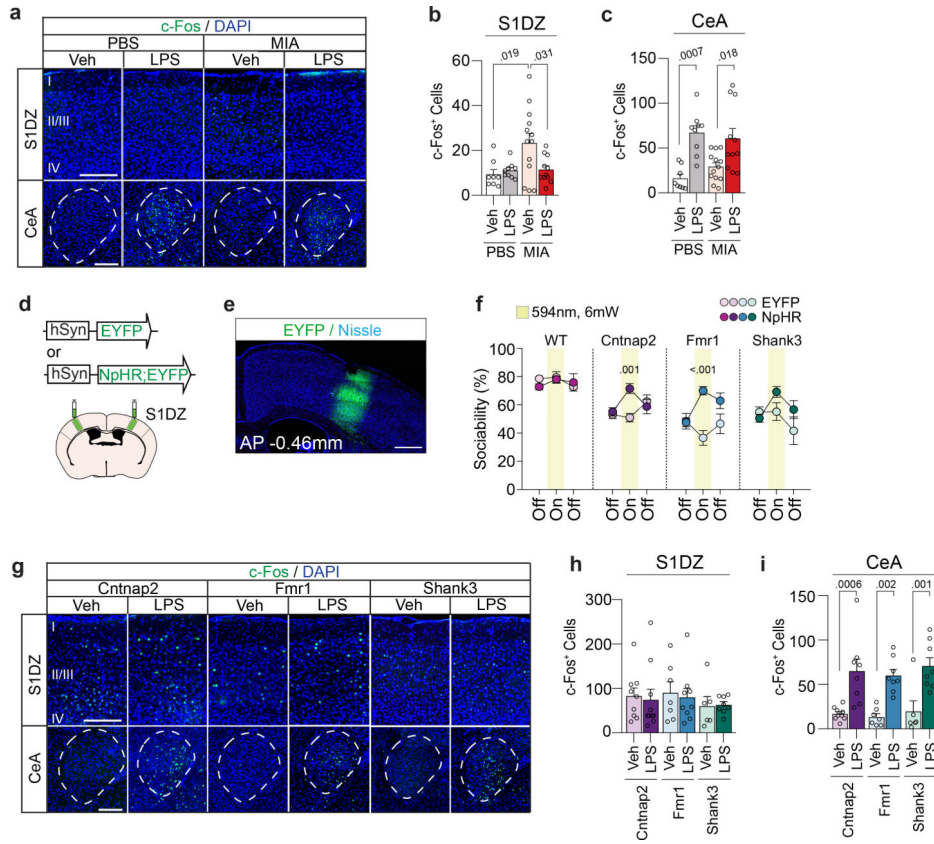 a
c-Fos / DAPI
PBS MIA
Veh LPS Veh LPS
S1DZ
I
II/III
IV
CeA
b
S1DZ
.019 .031
c-Fos+ Cells
60
40
20
0
Veh LPS Veh LPS
PBS MIA
c
CeA
.0007 .018
c-Fos+ Cells
150
100
50
0
Veh LPS Veh LPS
PBS MIA
d
hSyn EYFP
or
hSyn NpHR;EYFP
S1DZ
e
EYFP / Nissle
AP -0.46mm
f
594nm, 6mW
EYFP
NpHR
WT Cntnap2 Fmr1 Shank3
.001 <.001
Sociability (%)
100
80
60
40
20
0
Off On Off Off On Off Off On Off Off On Off
g
c-Fos / DAPI
Cntnap2 Fmr1 Shank3
Veh LPS Veh LPS Veh LPS
S1DZ
I
II/III
IV
CeA
h
S1DZ
c-Fos+ Cells
300
200
100
0
Veh LPS Veh LPS Veh LPS
Cntnap2 Fmr1 Shank3
i
CeA
.0006 .002 .001
c-Fos+ Cells
150
100
50
0
Veh LPS Veh LPS Veh LPS
Cntnap2 Fmr1 Shank3